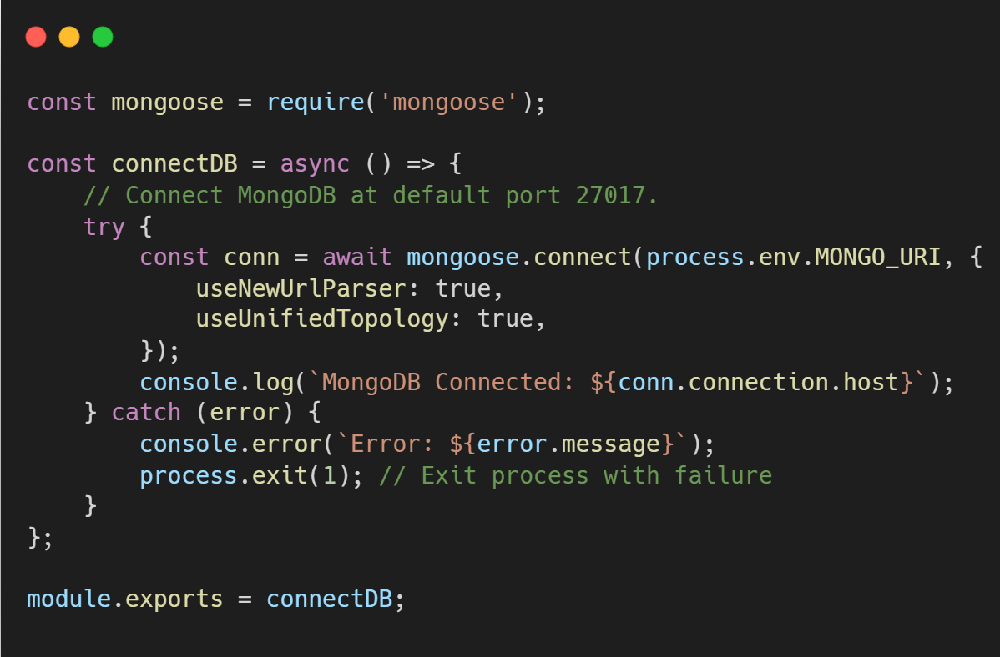 const mongoose = require('mongoose');

const connectDB = async () => {
    // Connect MongoDB at default port 27017.
    try {
        const conn = await mongoose.connect(process.env.MONGO_URI, {
            useNewUrlParser: true,
            useUnifiedTopology: true,
        });
        console.log(`MongoDB Connected: ${conn.connection.host}`);
    } catch (error) {
        console.error(`Error: ${error.message}`);
        process.exit(1); // Exit process with failure
    }
};

module.exports = connectDB;